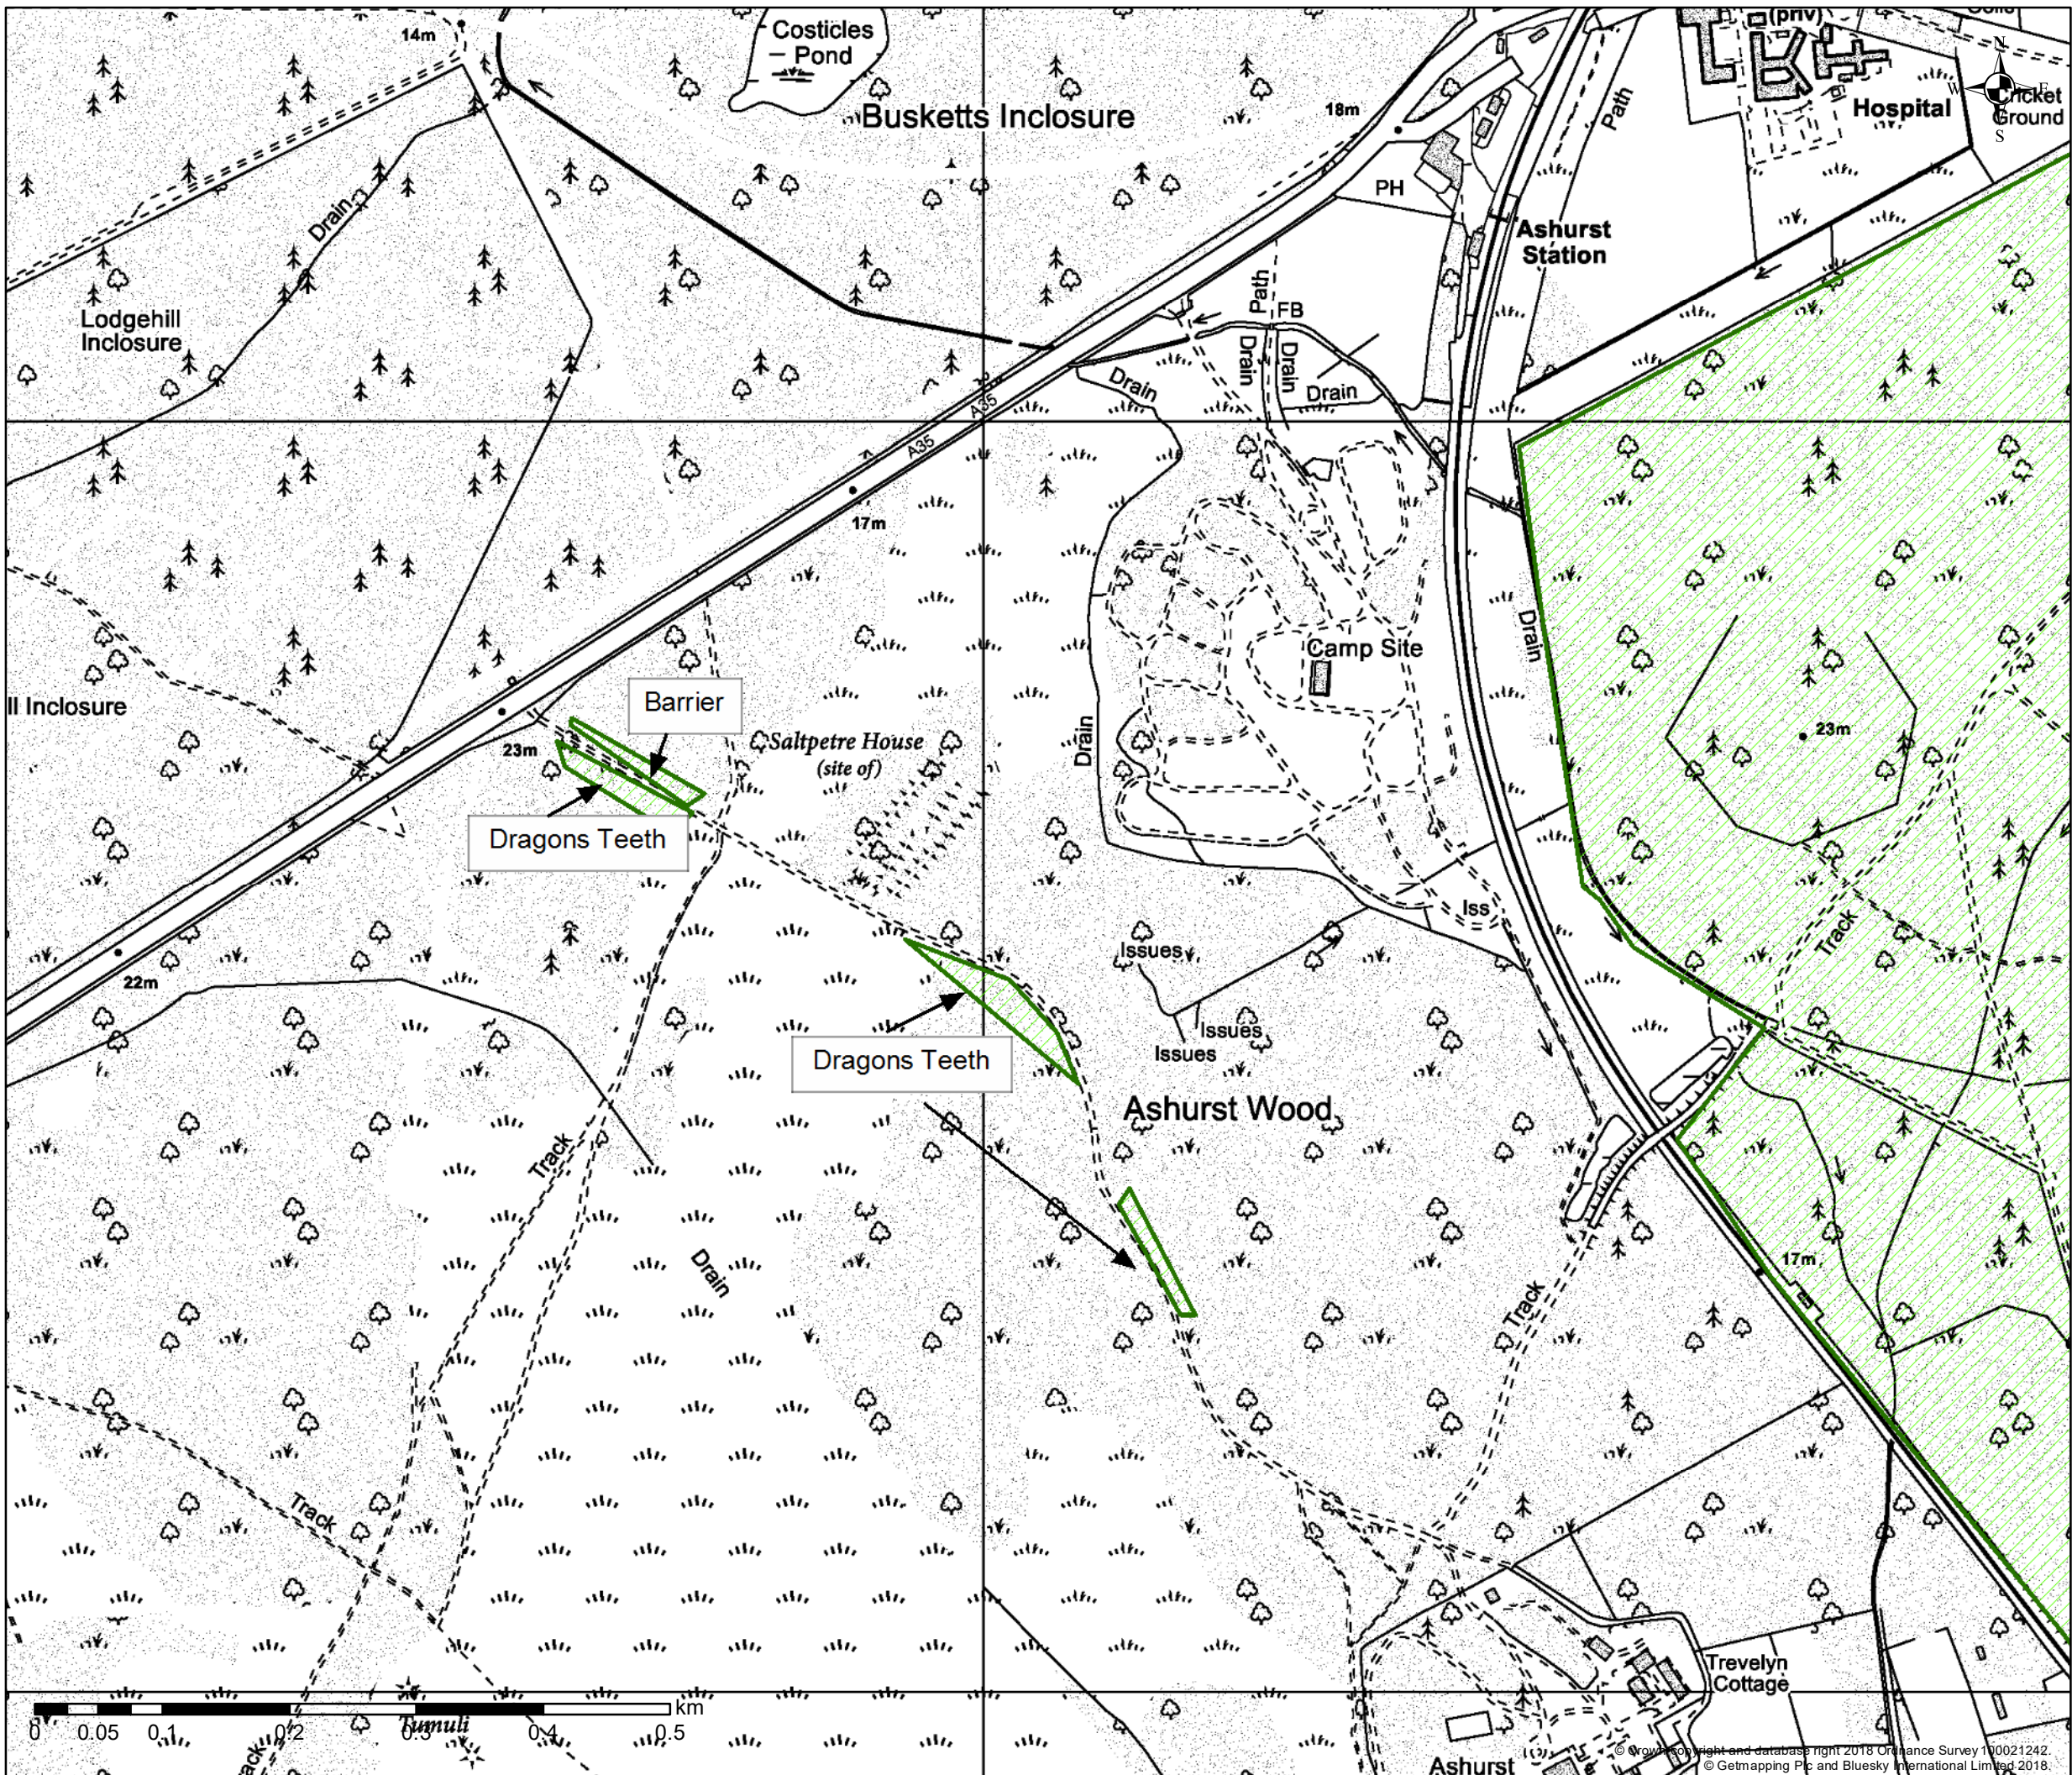 14m
Costicles
Pond
(priv)
N
W
E
S
Busketts Inclosure
18m
Path
Hospital
Cricket
Ground
Drain
PH
Ashurst
Station
Lodgehill
Inclosure
Path
FB
Drain
Drain
Drain
Drain
A35
A35
17m
Drain
Camp Site
Barrier
ll Inclosure
23m
Saltpetre House
(site of)
Drain
23m
Dragons Teeth
Iss
Track
Issues
22m
Issues
Issues
Dragons Teeth
Ashurst Wood
Track
Drain
17m
Track
Track
Trevelyn
Cottage
km
0
0.05
0.1
0.2
0.3
0.4
0.5
Tumuli
ack
Ashurst
© Crown copyright and database right 2018 Ordnance Survey 100021242.
© Getmapping Plc and Bluesky International Limited 2018.